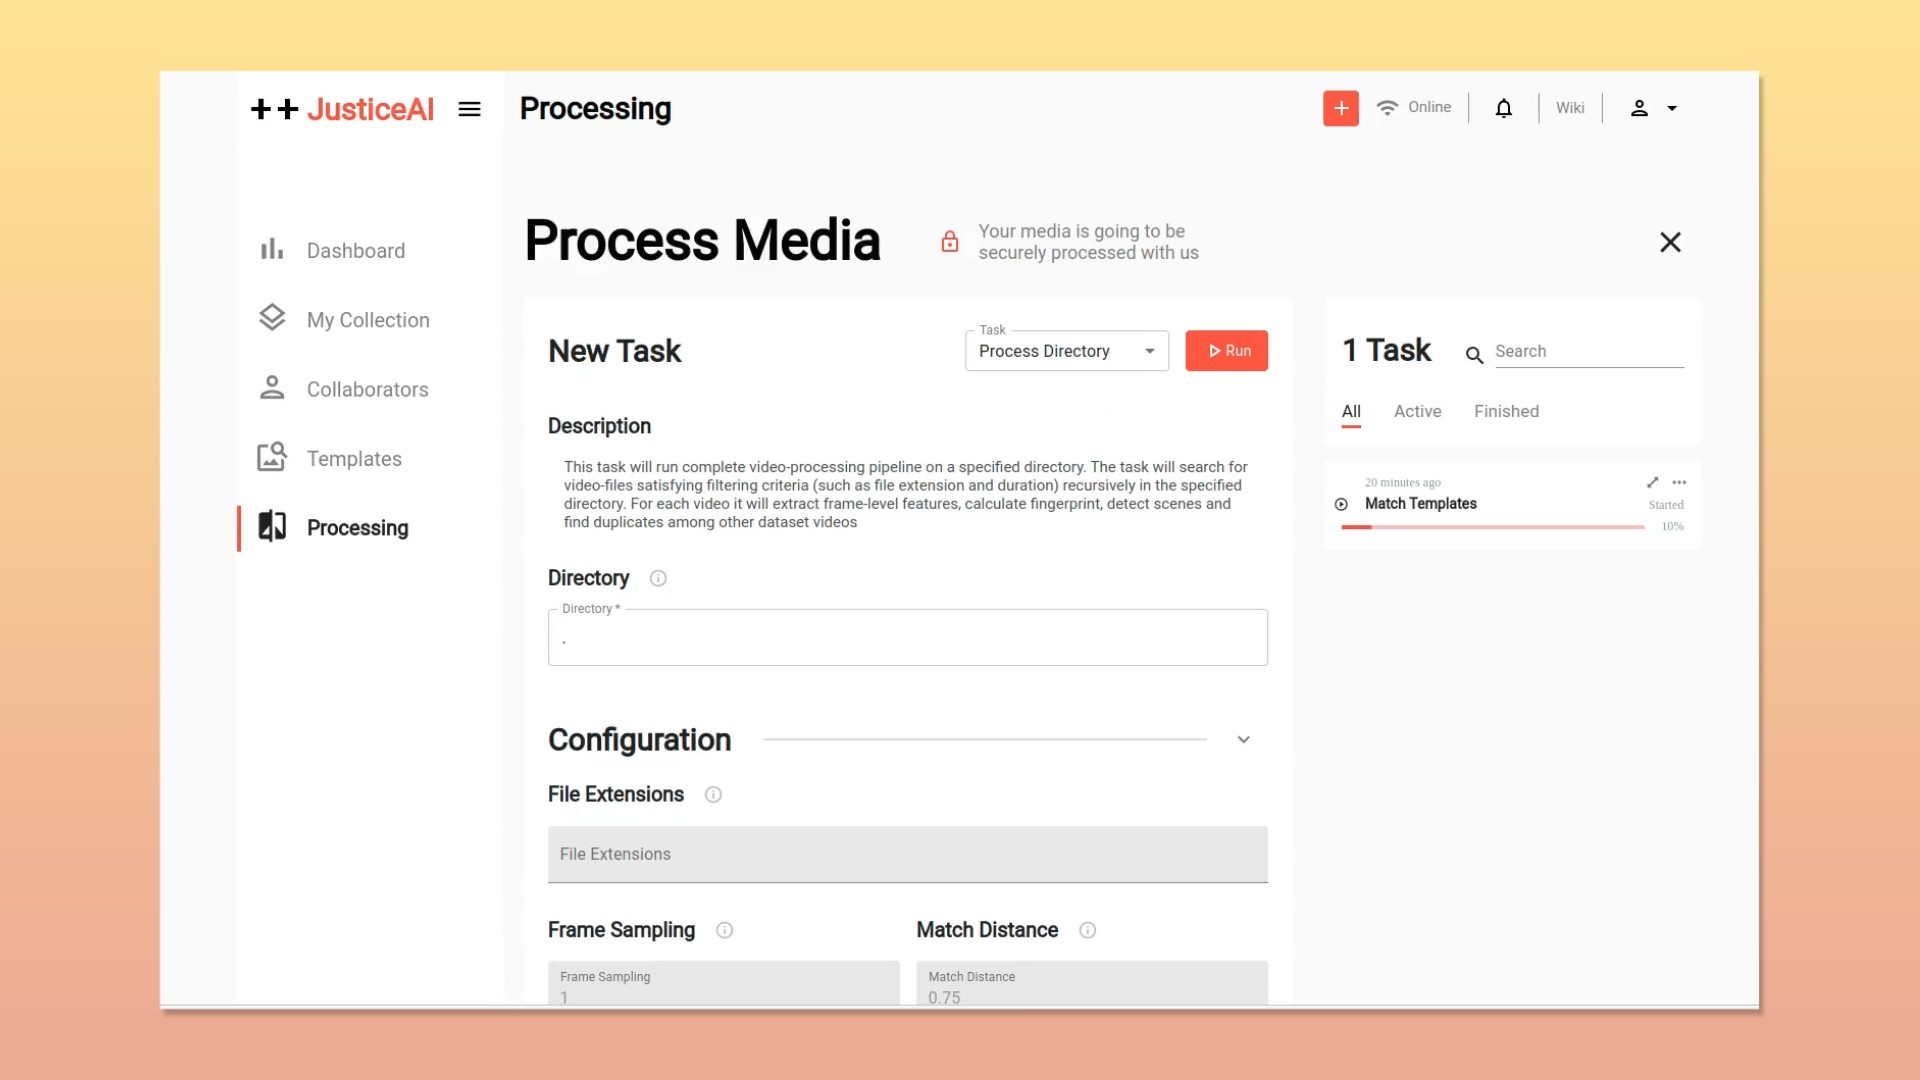 ++ JusticeAI
Processing
Online
Wiki
Dashboard
My Collection
Collaborators
Templates
Processing
Process Media
Your media is going to be
securely processed with us
New Task
Task
Process Directory
Run
Description
This task will run complete video-processing pipeline on a specified directory. The task will search for
video-files satisfying filtering criteria (such as file extension and duration) recursively in the specified
directory. For each video it will extract frame-level features, calculate fingerprint, detect scenes and
find duplicates among other dataset videos
Directory
Directory *
.
Configuration
File Extensions
File Extensions
Frame Sampling
Match Distance
Frame Sampling
1
Match Distance
0.75
1 Task
Search
All
Active
Finished
20 minutes ago
Match Templates
Started
10%